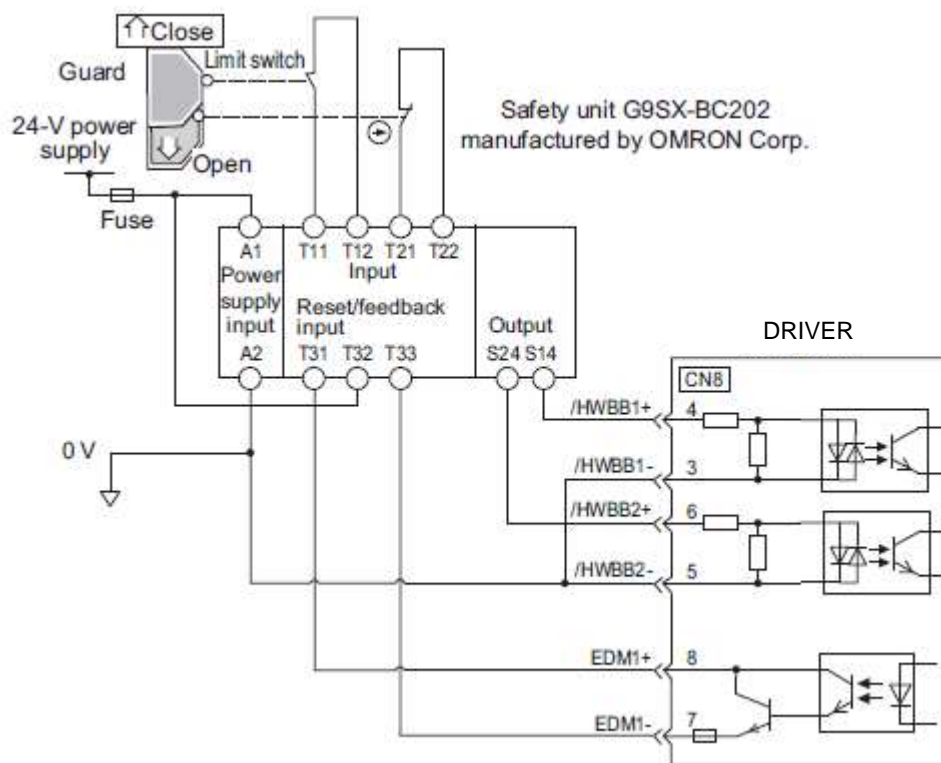 Close
Limit switch
Guard
24-V power
supply
Open
Fuse
Safety unit G9SX-BC202
manufactured by OMRON Corp.
A1
T11
T12
T21
T22
Power
supply
input
Input
Reset/feedback
input
Output
A2
T31
T32
T33
S24
S14
DRIVER
CN8
/HWBB1+
4
0 V
/HWBB1-
3
/HWBB2+
6
/HWBB2-
5
EDM1+
8
EDM1-
7